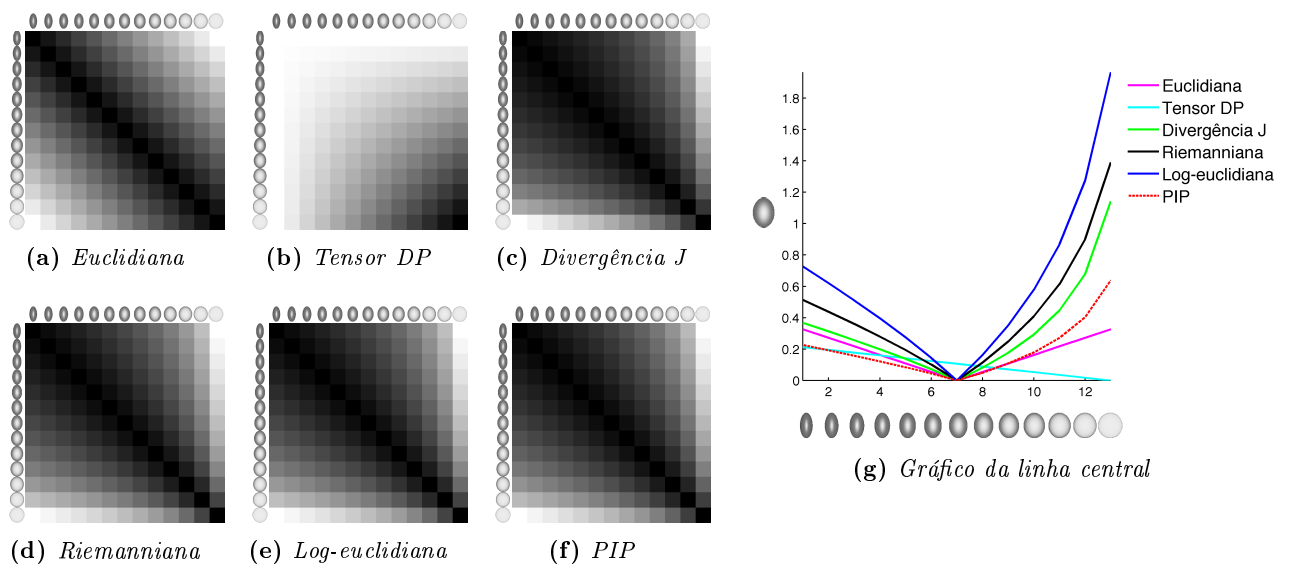 (a) Euclidiana
(b) Tensor DP
(c) Divergência J
(d) Riemanniana
(e) Log-euclidiana
(f) PIP
1.8
1.6
1.4
1.2
1
0.8
0.6
0.4
0.2
0
2 4 6 8 10 12
Euclidiana
Tensor DP
Divergência J
Riemanniana
Log-euclidiana
PIP
(g) Gráfico da linha central